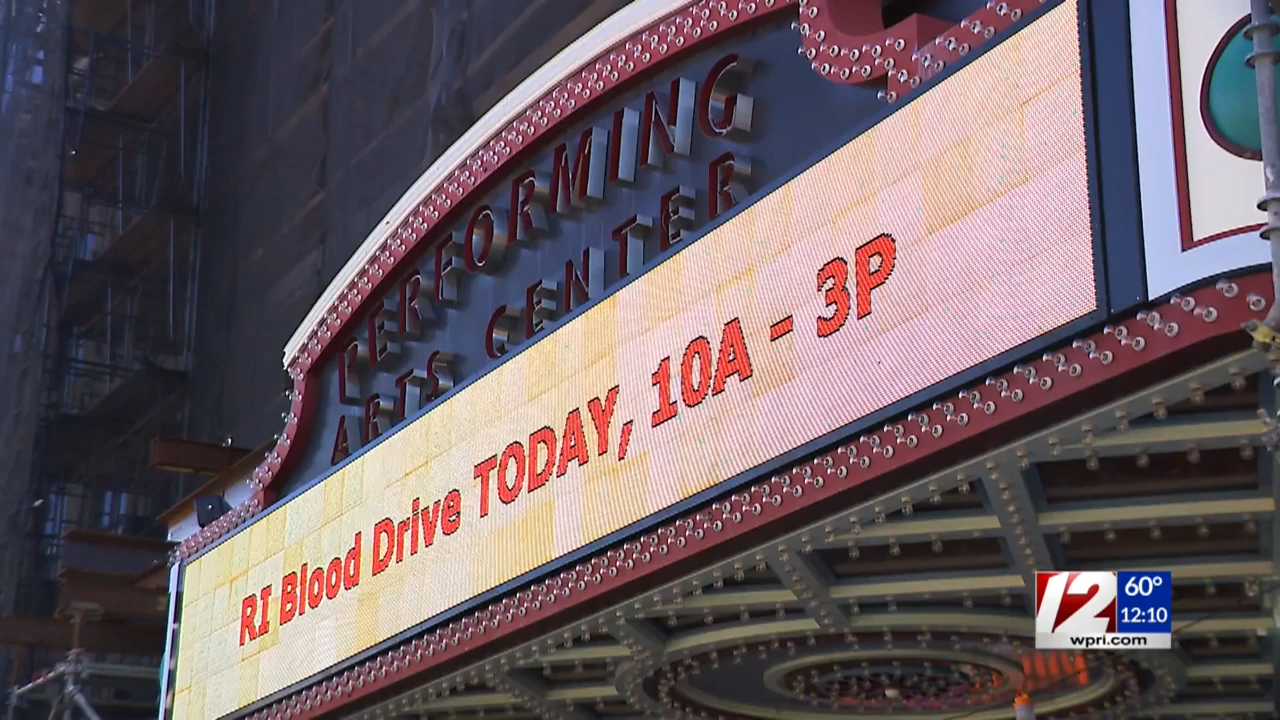 PERFORMING
ARTS CENTER
RI Blood Drive TODAY, 10A - 3P
12 60°
12:10
wpri.com